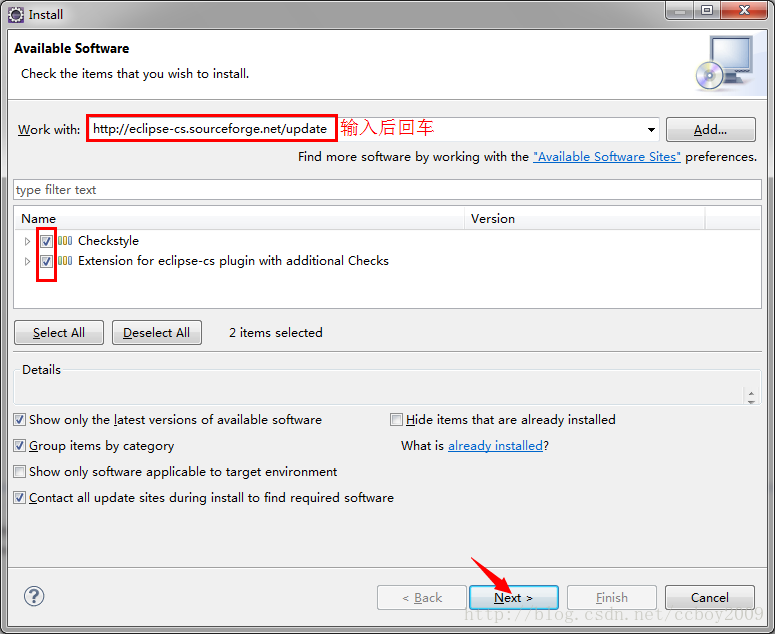 Install
Available Software
Check the items that you wish to install.
Work with: http://eclipse-cs.sourceforge.net/update 输入后回车 Add...
Find more software by working with the "Available Software Sites" preferences.
type filter text
Name Version
Checkstyle
Extension for eclipse-cs plugin with additional Checks
Select All Deselect All 2 items selected
Details
Show only the latest versions of available software Hide items that are already installed
Group items by category What is already installed?
Show only software applicable to target environment
Contact all update sites during install to find required software
? < Back Next > Finish Cancel
http://blog.csdn.net/ccboy2009